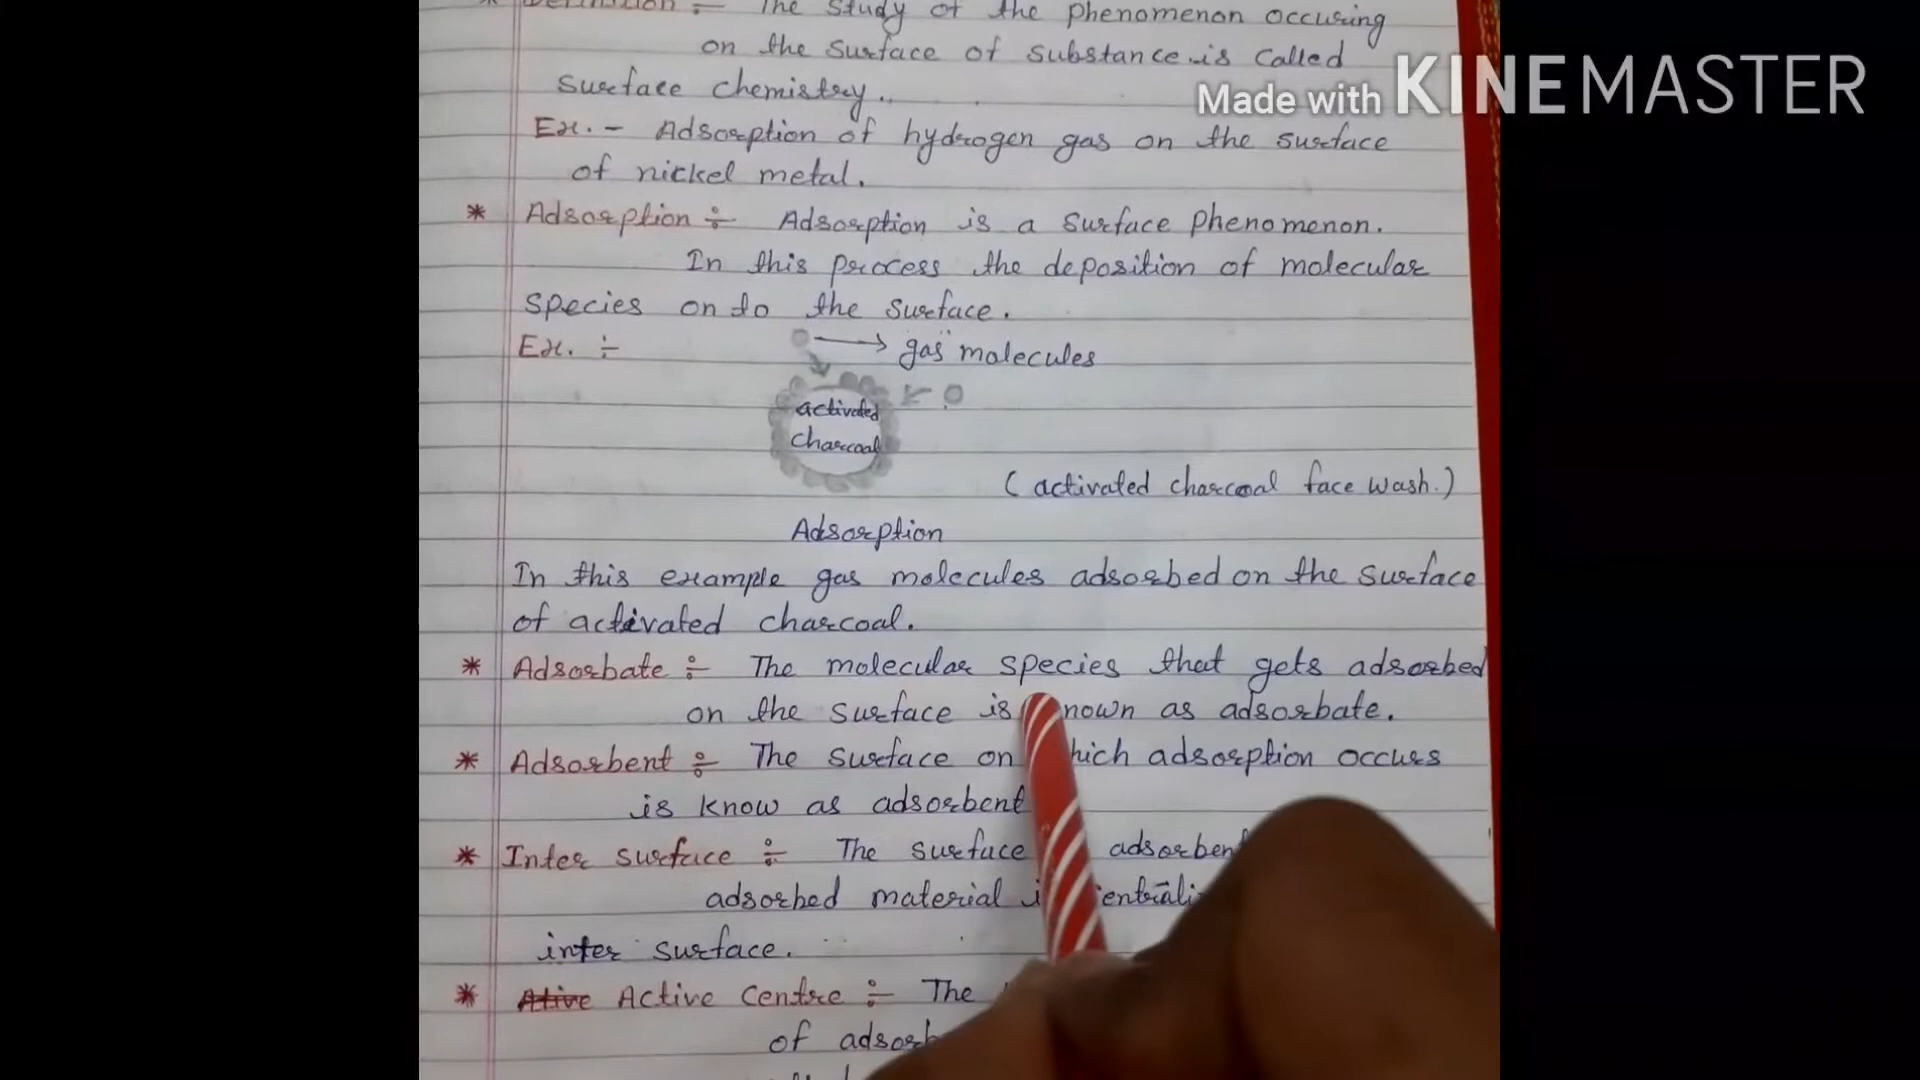 * Definition ÷ The study of the phenomenon occuring
on the surface of substance is called
surface chemistry.
Made with KINEMASTER
Ex. - Adsorption of hydrogen gas on the surface
of nickel metal.
* Adsorption ÷ Adsorption is a surface phenomenon.
In this process the deposition of molecular
species on to the surface.
Ex. ÷ → gas molecules
activated
charcoal
(activated charcoal face wash.)
Adsorption
In this example gas molecules adsorbed on the surface
of activated charcoal.
* Adsorbate ÷ The molecular species that gets adsorbed
on the surface is nown as adsorbate.
* Adsorbent ÷ The surface on hich adsorption occurs
is know as adsorbent
* Inter surface ÷ The surface adsorbent
adsorbed material
inter surface.
* Active Centre ÷ The
of